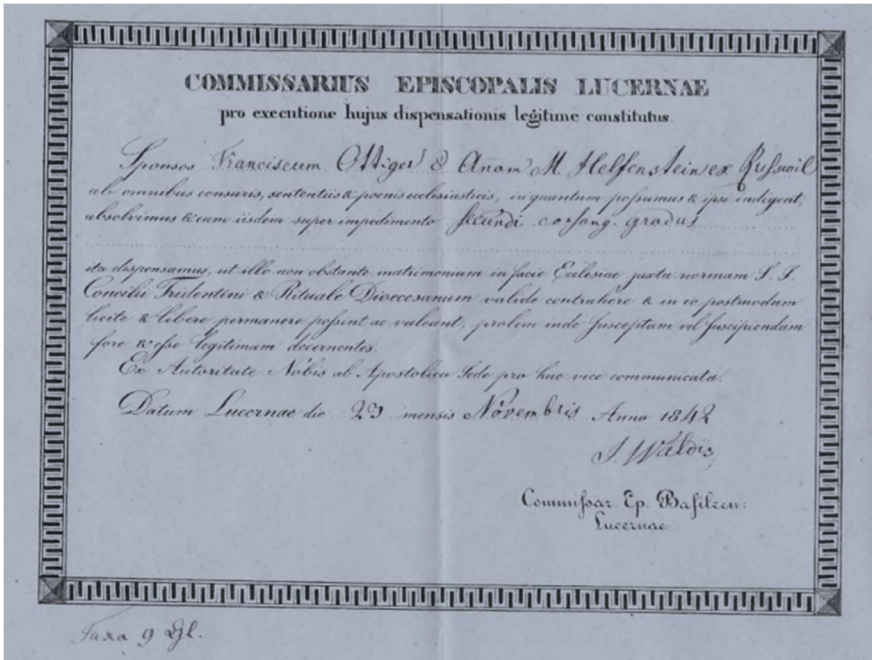 COMMISSARIUS EPISCOPALIS LUCERNAE
pro executione hujus dispensationis legitime constitutus.
Sponsos Franciscum Ottiger & Anam M. Helfenstein ex Rußwil
ab omnibus censuris, sententiis & poenis ecclesiasticis, in quantum possumus & ipsi indigent,
absolvimus & cum iisdem super impedimento secundi consang. gradus
ita dispensamus, ut illo non obstante matrimonium in facie Ecclesiae juxta normam S. S.
Concilii Tridentini & Rituale Dioecesanum valide contrahere & in eo postmodum
licite & libere permanere possint ac valeant, prolem inde susceptam vel suscipiendam
fore & esse legitimam decernentes.
Ex Autoritate Nobis ab Apostolica Sede pro hac vice communicata.
Datum Lucernae die 29 mensis Novembris Anno 1842
J. Waldis,
Commissar. Ep. Basileen:
Lucernae
Taxa 9